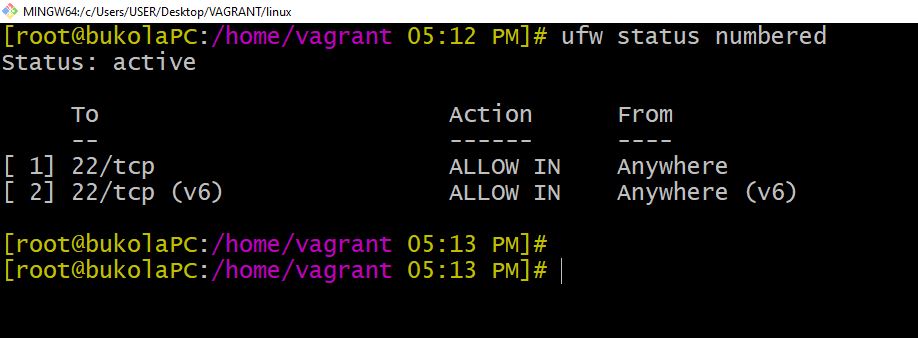 MINGW64:/c/Users/USER/Desktop/VAGRANT/linux
[root@bukolaPC:/home/vagrant 05:12 PM]# ufw status numbered
Status: active
     To                         Action      From
     --                         ------      ----
[ 1] 22/tcp                     ALLOW IN    Anywhere
[ 2] 22/tcp (v6)                ALLOW IN    Anywhere (v6)
[root@bukolaPC:/home/vagrant 05:13 PM]#
[root@bukolaPC:/home/vagrant 05:13 PM]#